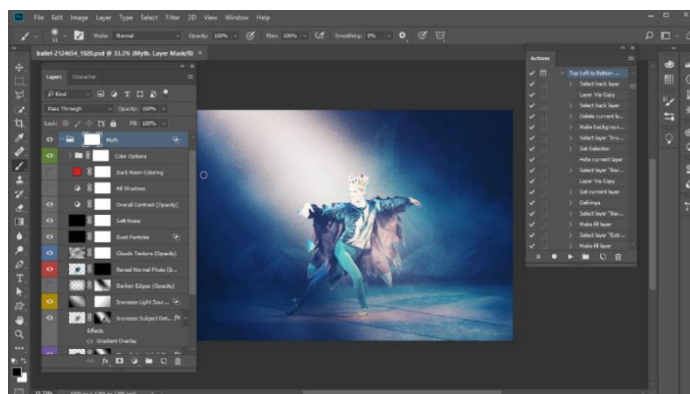 File Edit Image Layer Type Select Filter 3D View Window Help
Mode: Normal Opacity: 100% Flow: 100% Smoothing: 0%
ballet-2124654_1920.psd @ 33.3% (Myth, Layer Mask/8) ×
Layers Character
Kind
Pass Through Opacity: 100%
Lock: Fill: 100%
Myth
Color Options
Dark Room Coloring
Fill Shadows
Overall Contrast (Opacity)
Soft Noise
Dust Particles
Clouds Texture (Opacity)
Reveal Normal Photo (S...
Darken Edges (Opacity)
Increase Light Sour...
Increase Subject Det... fx
Effects
Gradient Overlay
Actions
Top Left to Bottom ...
Select back layer
Layer Via Copy
Select back layer
Delete current la...
Make backgroun...
Set Selection
Hide current layer
Select layer "Bac...
Layer Via Copy
Set current layer
Defringe
Select layer "Bac...
Make fill layer
Select layer "Extr...
Make fill layer